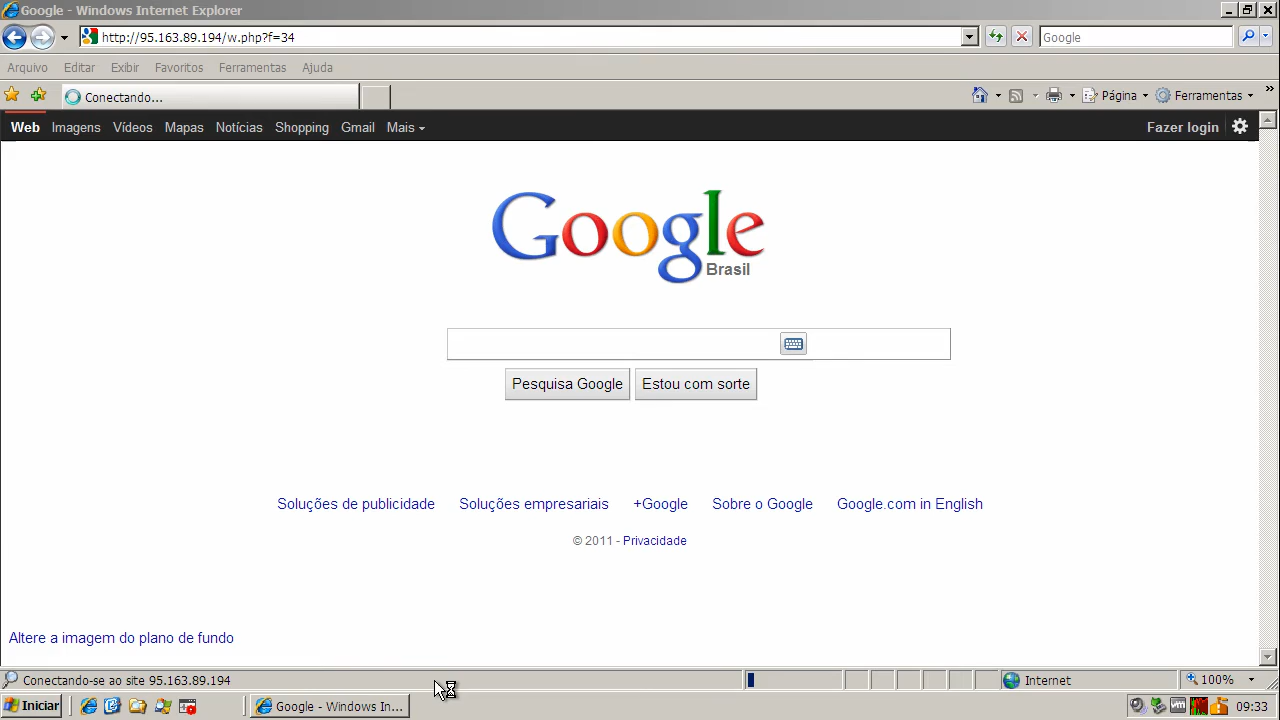 Google - Windows Internet Explorer
http://95.163.89.194/w.php?f=34
Google
Arquivo Editar Exibir Favoritos Ferramentas Ajuda
Conectando...
Página Ferramentas »
Web Imagens Vídeos Mapas Notícias Shopping Gmail Mais
Fazer login
Google
Brasil
Pesquisa Google Estou com sorte
Soluções de publicidade Soluções empresariais +Google Sobre o Google Google.com in English
© 2011 - Privacidade
Altere a imagem do plano de fundo
Conectando-se ao site 95.163.89.194
Internet
100%
Iniciar
Google - Windows In...
09:33